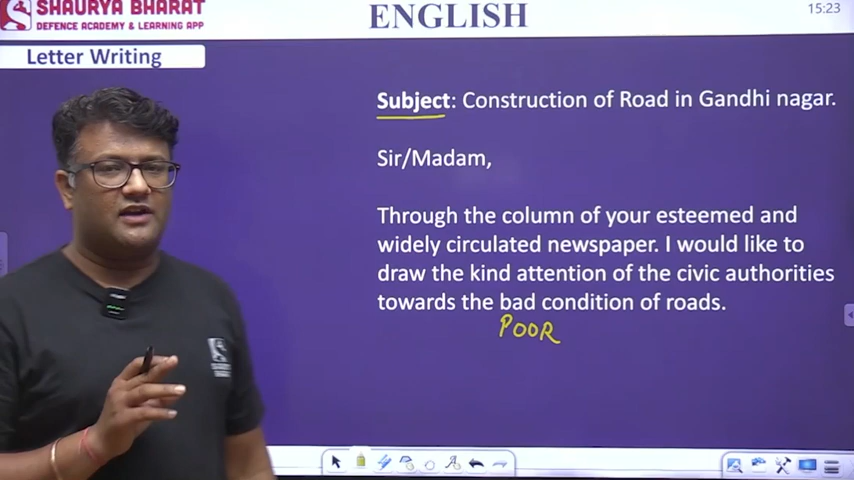 SHAURYA BHARAT
DEFENCE ACADEMY & LEARNING APP
ENGLISH
15:23
Letter Writing
Subject: Construction of Road in Gandhi nagar.
Sir/Madam,
Through the column of your esteemed and
widely circulated newspaper. I would like to
draw the kind attention of the civic authorities
towards the bad condition of roads.
POOR